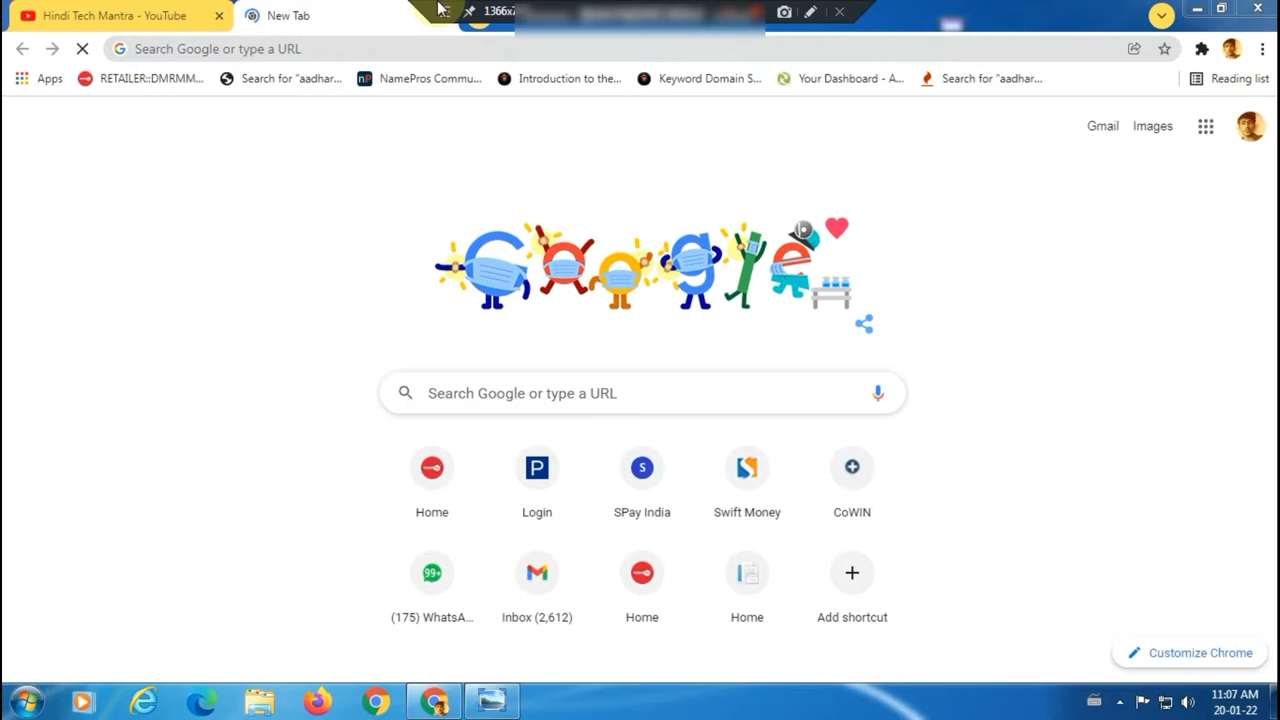 Hindi Tech Mantra - YouTube
New Tab
1366x7
Search Google or type a URL
Apps
RETAILER::DMRMM...
Search for "aadhar...
NamePros Commu...
Introduction to the...
Keyword Domain S...
Your Dashboard - A...
Search for "aadhar...
Reading list
Gmail
Images
Google
Search Google or type a URL
P
S
Home
Login
SPay India
Swift Money
CoWIN
99+
(175) WhatsA...
Inbox (2,612)
Home
Home
Add shortcut
Customize Chrome
11:07 AM
20-01-22